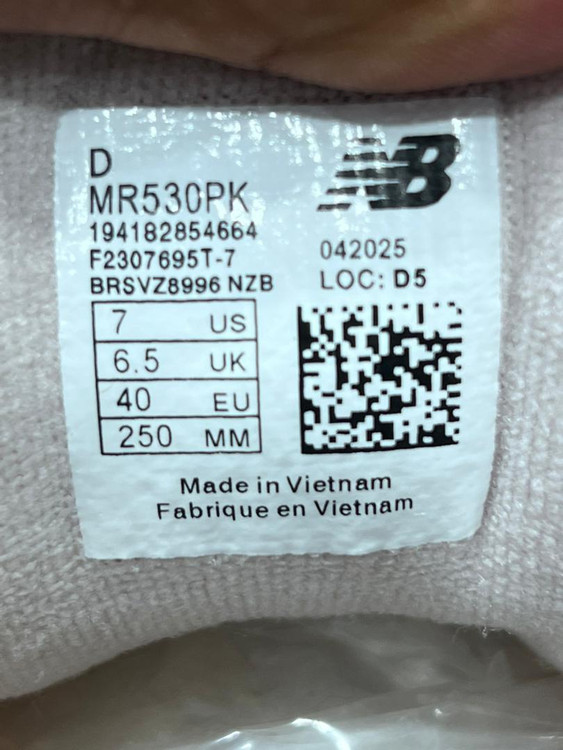 D
MR530PK
194182854664
F2307695T-7
BRSVZ8996 NZB
NB
042025
LOC: D5
7 US
6.5 UK
40 EU
250 MM
Made in Vietnam
Fabrique en Vietnam